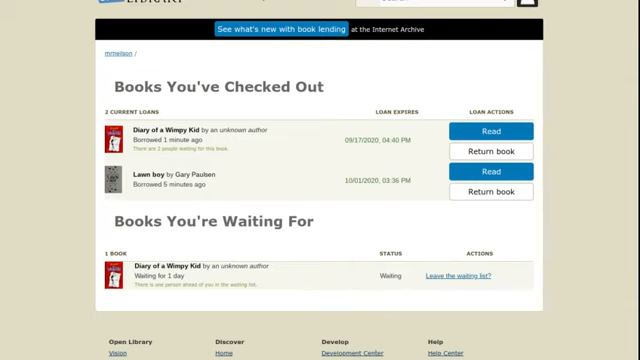 See what's new with book lending at the Internet Archive
mrnelson /
Books You've Checked Out
2 CURRENT LOANS LOAN EXPIRES LOAN ACTIONS
Diary of a Wimpy Kid by an unknown author
Borrowed 1 minute ago
There are 2 people waiting for this book.
09/17/2020, 04:40 PM
Read
Return book
Lawn boy by Gary Paulsen
Borrowed 5 minutes ago
10/01/2020, 03:36 PM
Read
Return book
Books You're Waiting For
1 BOOK STATUS ACTIONS
Diary of a Wimpy Kid by an unknown author
Waiting for 1 day
There is one person ahead of you in the waiting list.
Waiting
Leave the waiting list?
Open Library Discover Develop Help
Vision Home Development Center Help Center